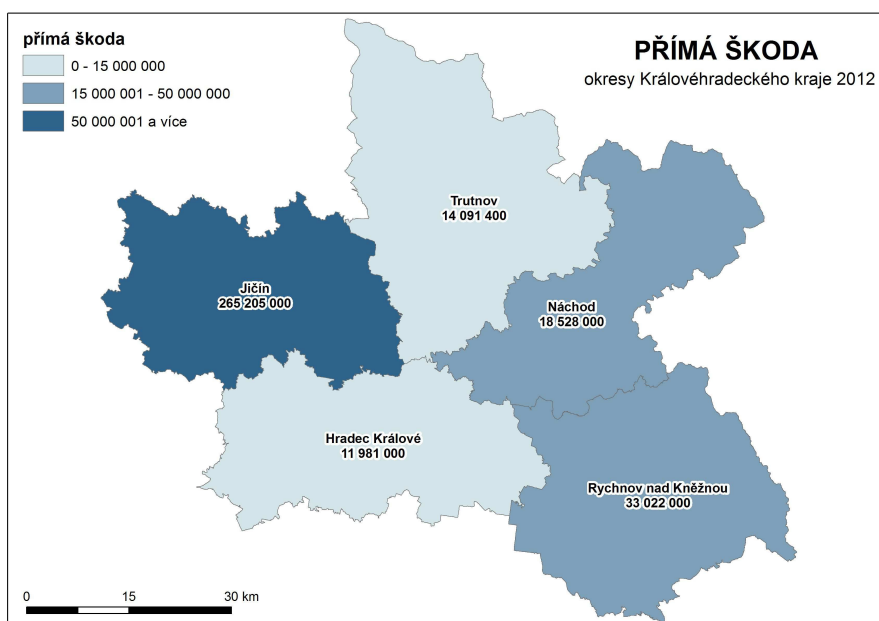 přímá škoda
0 - 15 000 000
15 000 001 - 50 000 000
50 000 001 a více
PŘÍMÁ ŠKODA
okresy Královéhradeckého kraje 2012
Trutnov
14 091 400
Jičín
265 205 000
Náchod
18 528 000
Hradec Králové
11 981 000
Rychnov nad Kněžnou
33 022 000
0 15 30 km